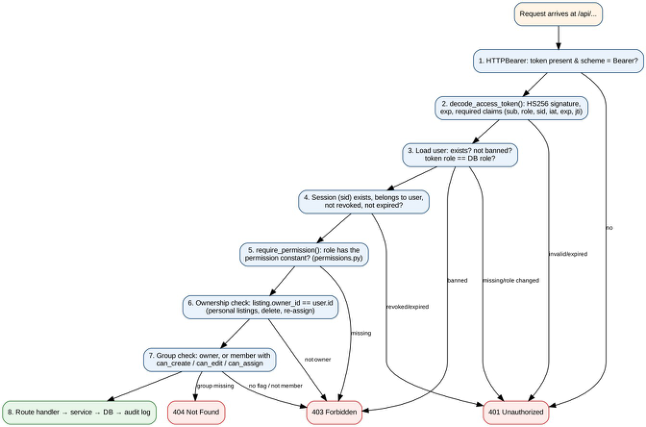 Request arrives at /api/...
1. HTTPBearer: token present & scheme = Bearer?
2. decode_access_token(): HS256 signature,
exp, required claims (sub, role, sid, iat, exp, jti)
3. Load user: exists? not banned?
token role == DB role?
4. Session (sid) exists, belongs to user,
not revoked, not expired?
no
5. require_permission(): role has the
permission constant? (permissions.py)
invalid/expired
banned
missing/role changed
6. Ownership check: listing.owner_id == user.id
(personal listings, delete, re-assign)
revoked/expired
missing
7. Group check: owner, or member with
can_create / can_edit / can_assign
not owner
group missing
no flag / not member
8. Route handler → service → DB → audit log
404 Not Found
403 Forbidden
401 Unauthorized